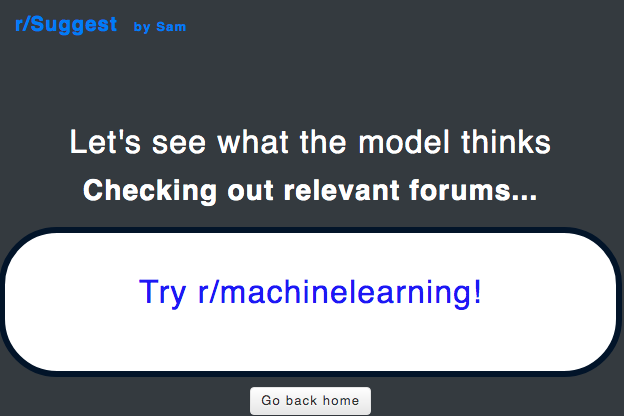 r/Suggest by Sam
Let's see what the model thinks
Checking out relevant forums...
Try r/machinelearning!
Go back home